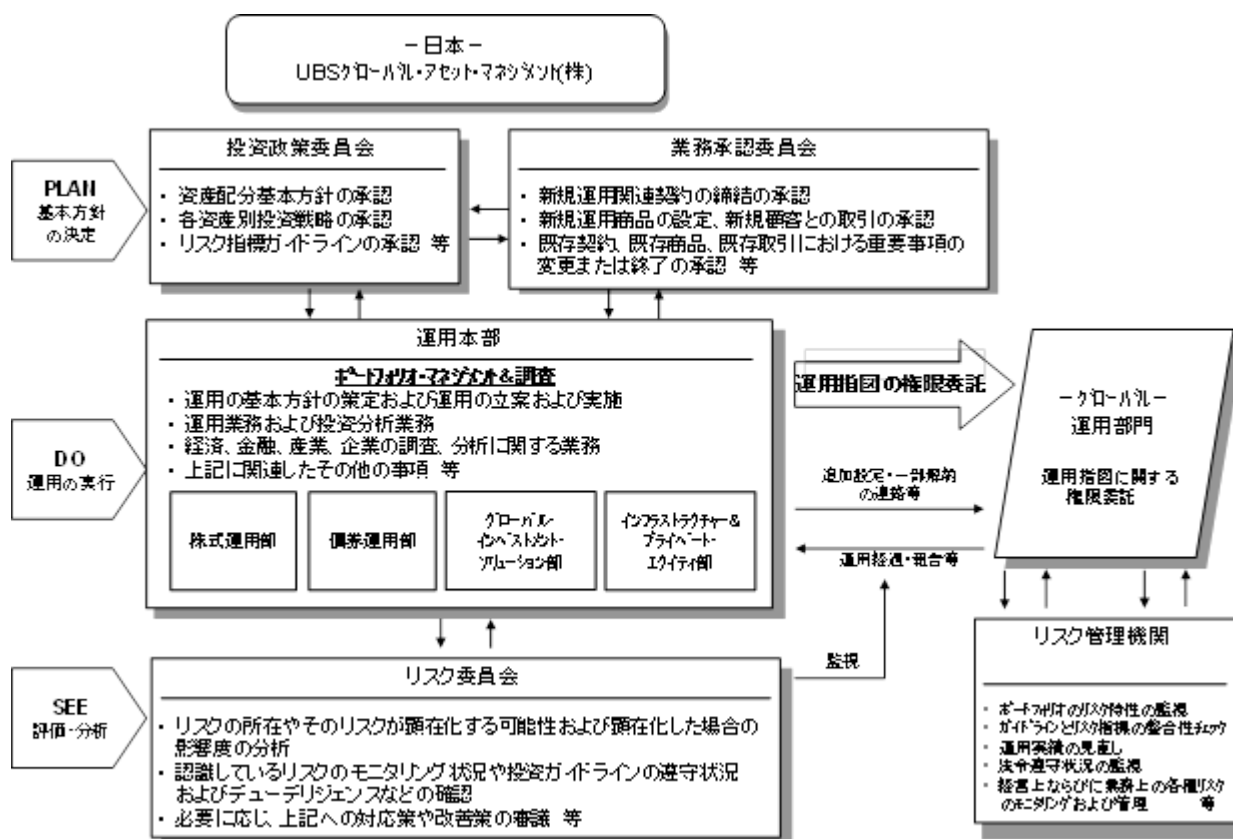 －日本－
UBSグローバル・アセット・マネジメント(株)
PLAN
基本方針
の決定
投資政策委員会
・ 資産配分基本方針の承認
・ 各資産別投資戦略の承認
・ リスク指標ガイドラインの承認 等
業務承認委員会
・ 新規運用関連契約の締結の承認
・ 新規運用商品の設定、新規顧客との取引の承認
・ 既存契約、既存商品、既存取引における重要事項の
変更または終了の承認 等
DO
運用の実行
運用本部
ポートフォリオ・マネジメント&調査
・ 運用の基本方針の策定および運用の立案および実施
・ 運用業務および投資分析業務
・ 経済、金融、産業、企業の調査、分析に関する業務
・ 上記に関連したその他の事項 等
株式運用部
債券運用部
グローバル・
インベストメント・
ソリューション部
インフラストラクチャー&
プライベート・
エクイティ部
運用指図の権限委託
追加設定・一部解約
の連絡等
運用経過・報告等
監視
－グローバル－
運用部門
運用指図に関する
権限委託
SEE
評価・分析
リスク委員会
・ リスクの所在やそのリスクが顕在化する可能性および顕在化した場合の
影響度の分析
・ 認識しているリスクのモニタリング状況や投資ガイドラインの遵守状況
およびデューデリジェンスなどの確認
・ 必要に応じ、上記への対応策や改善策の審議 等
リスク管理機関
・ ポートフォリオのリスク特性の監視
・ ガイドラインとリスク指標の整合性チェック
・ 運用実績の見直し
・ 法令遵守状況の監視
・ 経営上ならびに業務上の各種リスク
のモニタリングおよび管理 等